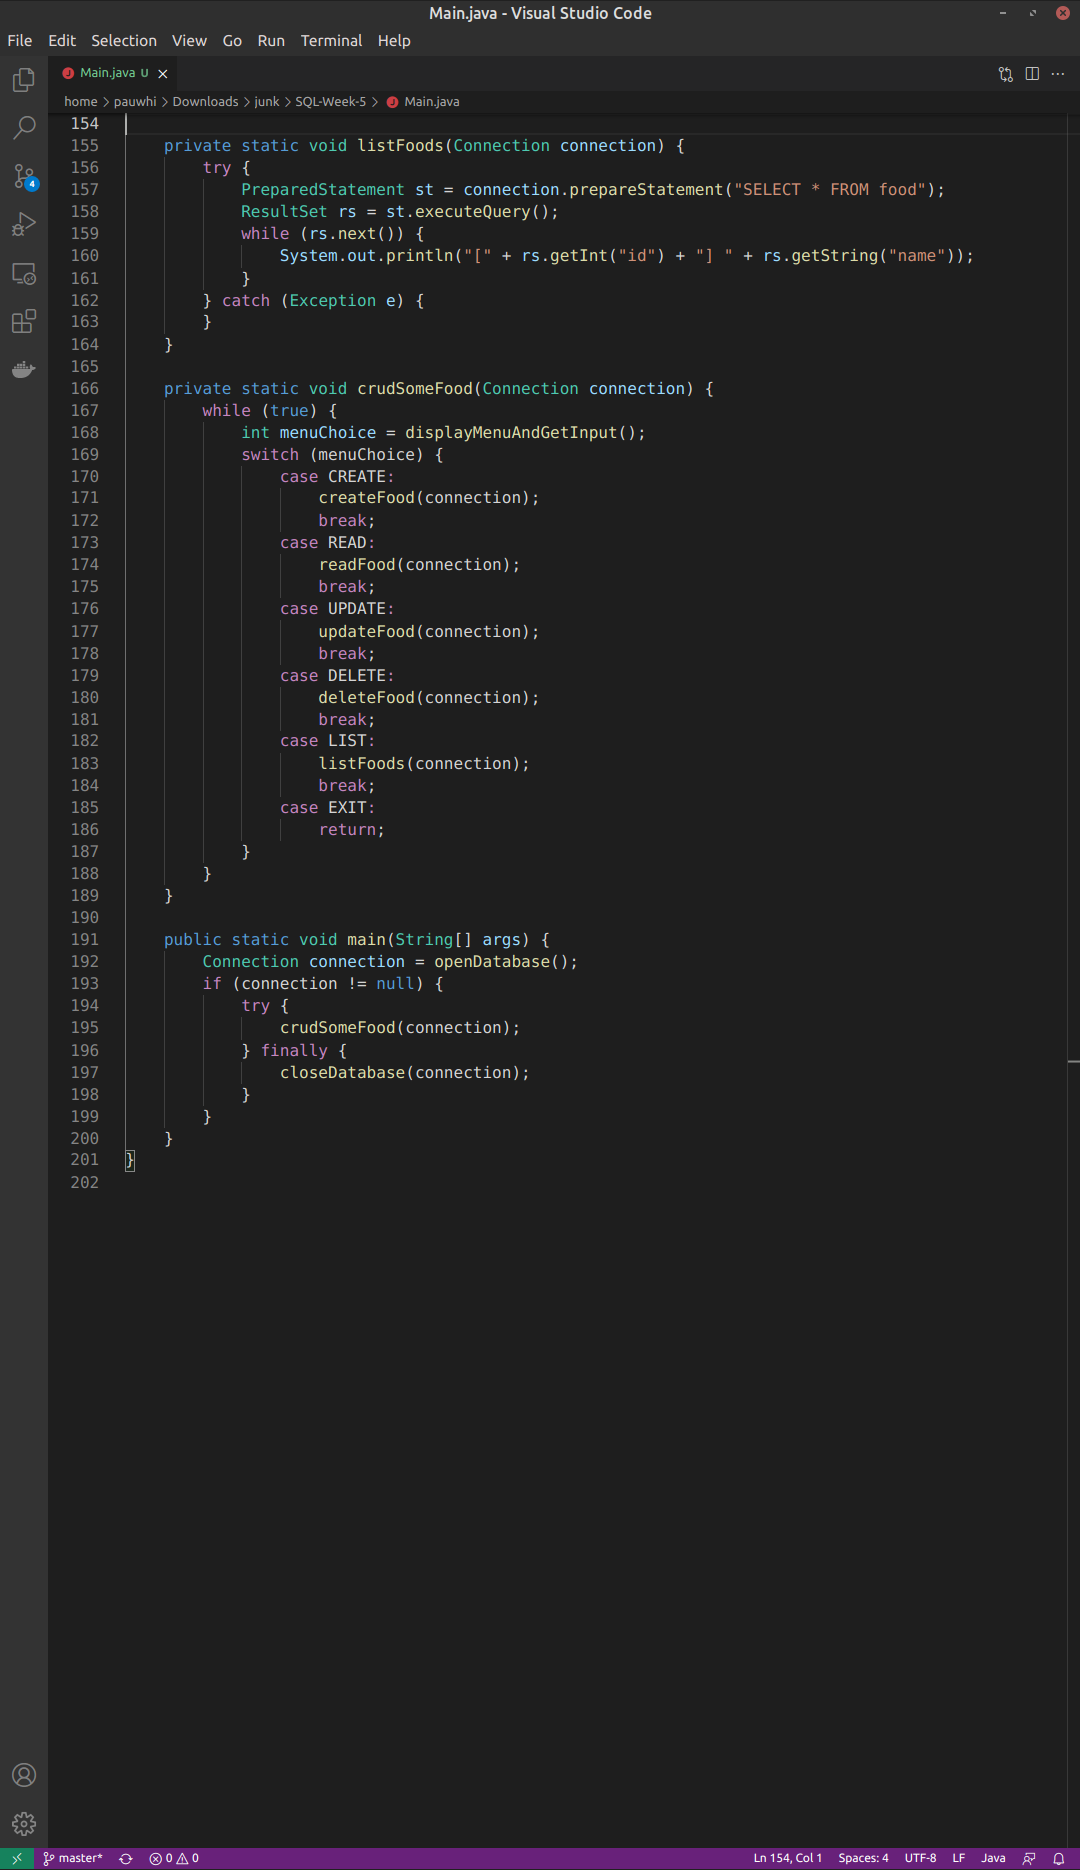 Main.java - Visual Studio Code
File Edit Selection View Go Run Terminal Help
Main.java U
home > pauwhi > Downloads > junk > SQL-Week-5 > Main.java
154
155     private static void listFoods(Connection connection) {
156         try {
157             PreparedStatement st = connection.prepareStatement("SELECT * FROM food");
158             ResultSet rs = st.executeQuery();
159             while (rs.next()) {
160                 System.out.println("[" + rs.getInt("id") + "] " + rs.getString("name"));
161             }
162         } catch (Exception e) {
163         }
164     }
165
166     private static void crudSomeFood(Connection connection) {
167         while (true) {
168             int menuChoice = displayMenuAndGetInput();
169             switch (menuChoice) {
170                 case CREATE:
171                     createFood(connection);
172                     break;
173                 case READ:
174                     readFood(connection);
175                     break;
176                 case UPDATE:
177                     updateFood(connection);
178                     break;
179                 case DELETE:
180                     deleteFood(connection);
181                     break;
182                 case LIST:
183                     listFoods(connection);
184                     break;
185                 case EXIT:
186                     return;
187             }
188         }
189     }
190
191     public static void main(String[] args) {
192         Connection connection = openDatabase();
193         if (connection != null) {
194             try {
195                 crudSomeFood(connection);
196             } finally {
197                 closeDatabase(connection);
198             }
199         }
200     }
201 }
202
4
master* 0 0 Ln 154, Col 1 Spaces: 4 UTF-8 LF Java